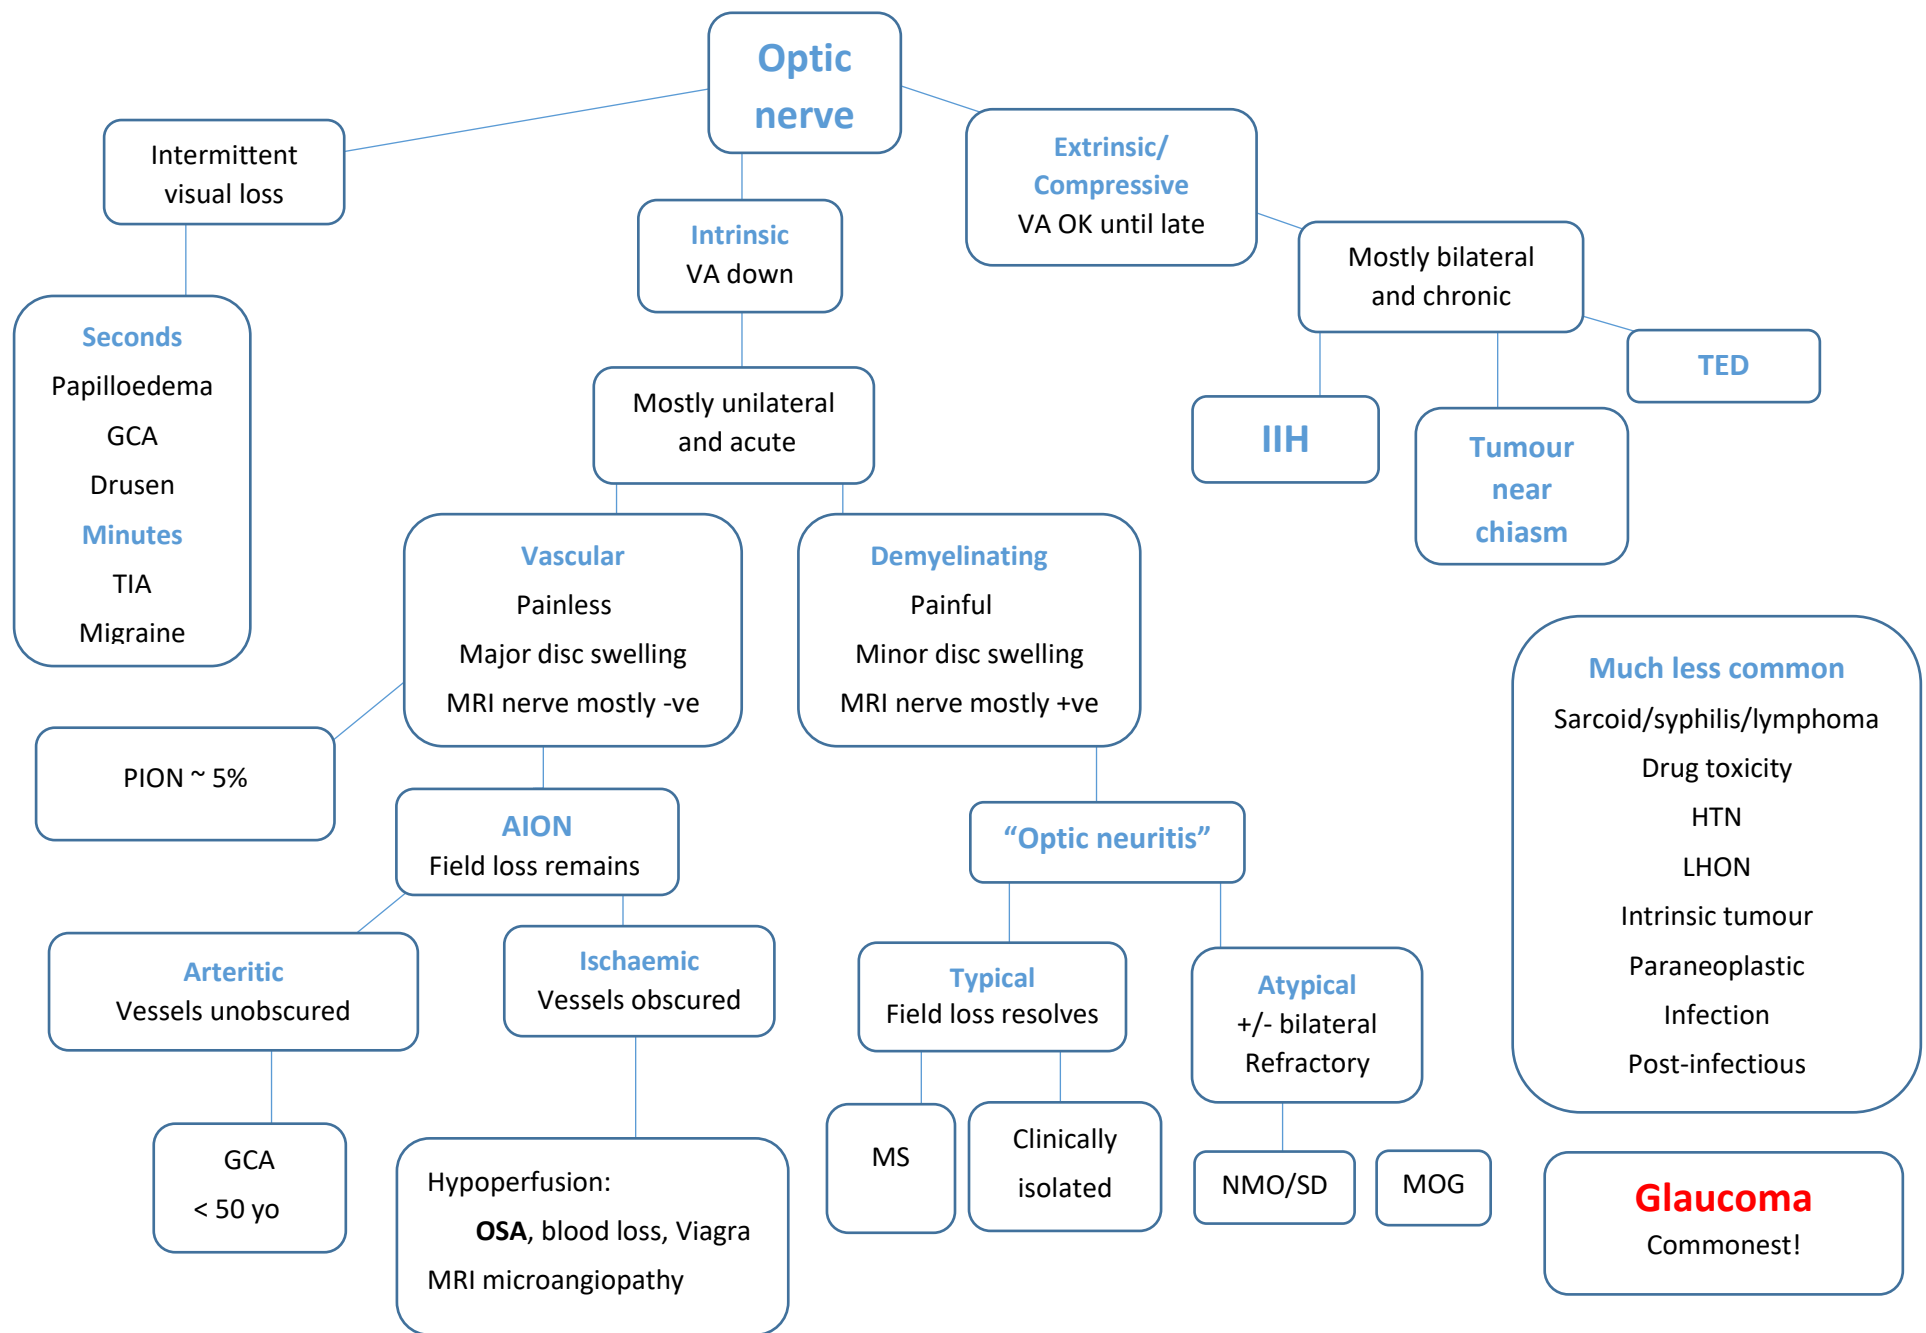 Optic
nerve
Intermittent
visual loss
Extrinsic/
Compressive
VA OK until late
Intrinsic
VA down
Mostly bilateral
and chronic
Seconds
Papilloedema
GCA
Drusen
Minutes
TIA
Migraine
TED
Mostly unilateral
and acute
IIH
Tumour
near
chiasm
Vascular
Painless
Major disc swelling
MRI nerve mostly -ve
Demyelinating
Painful
Minor disc swelling
MRI nerve mostly +ve
Much less common
Sarcoid/syphilis/lymphoma
Drug toxicity
HTN
LHON
Intrinsic tumour
Paraneoplastic
Infection
Post-infectious
PION ~ 5%
AION
Field loss remains
“Optic neuritis”
Arteritic
Vessels unobscured
Ischaemic
Vessels obscured
Typical
Field loss resolves
Atypical
+/- bilateral
Refractory
GCA
< 50 yo
Hypoperfusion:
OSA, blood loss, Viagra
MRI microangiopathy
MS
Clinically
isolated
NMO/SD
MOG
Glaucoma
Commonest!